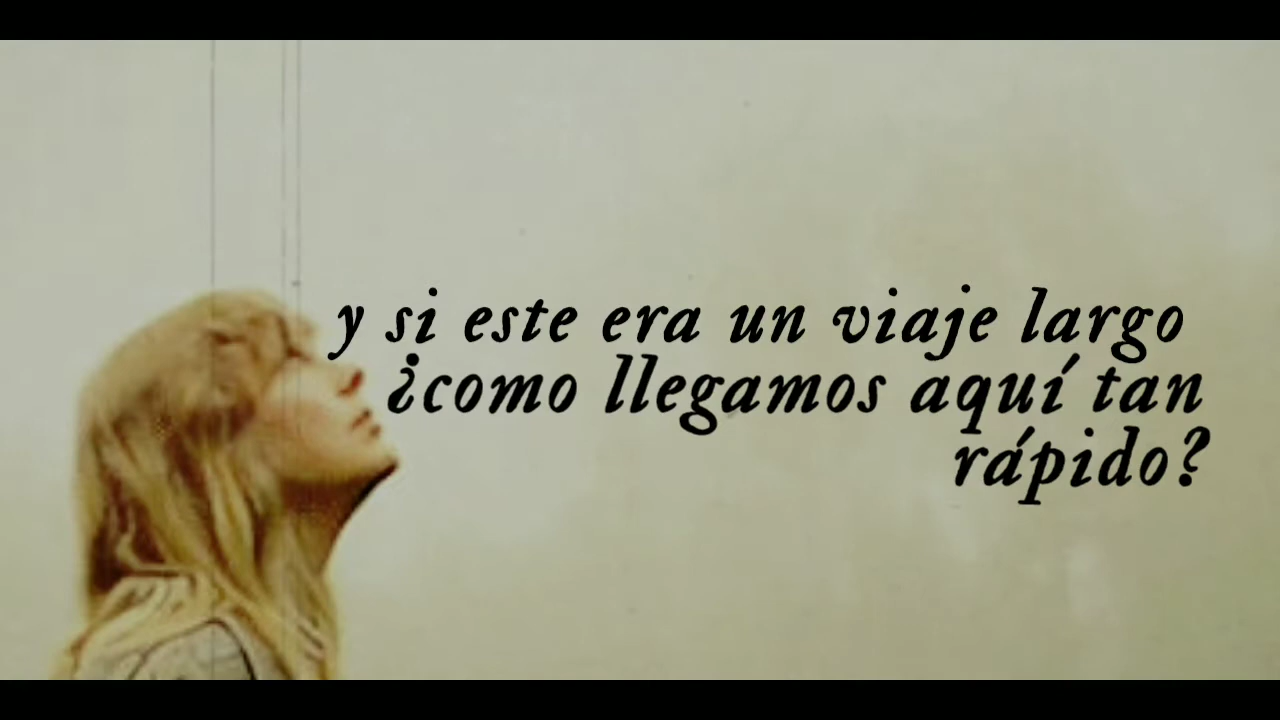 y si este era un viaje largo
¿como llegamos aquí tan
rápido?